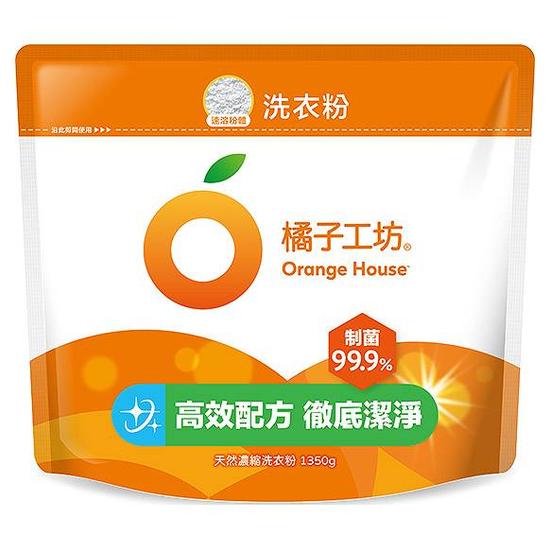 洗衣粉
速溶粉體
沿此剪開使用 ▸▸▸
橘子工坊®
Orange House™
制菌
99.9%
高效配方 徹底潔淨
天然濃縮洗衣粉 1350g